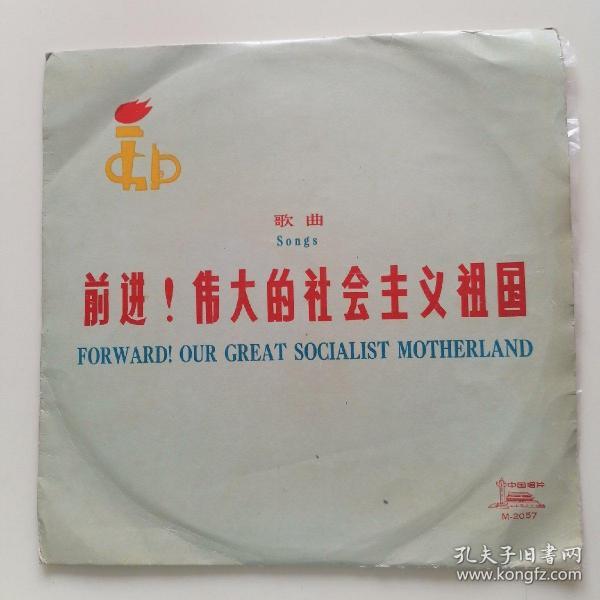 歌曲
Songs
前进！伟大的社会主义祖国
FORWARD! OUR GREAT SOCIALIST MOTHERLAND
中国唱片
M-2057
孔夫子旧书网
www.kongfz.com